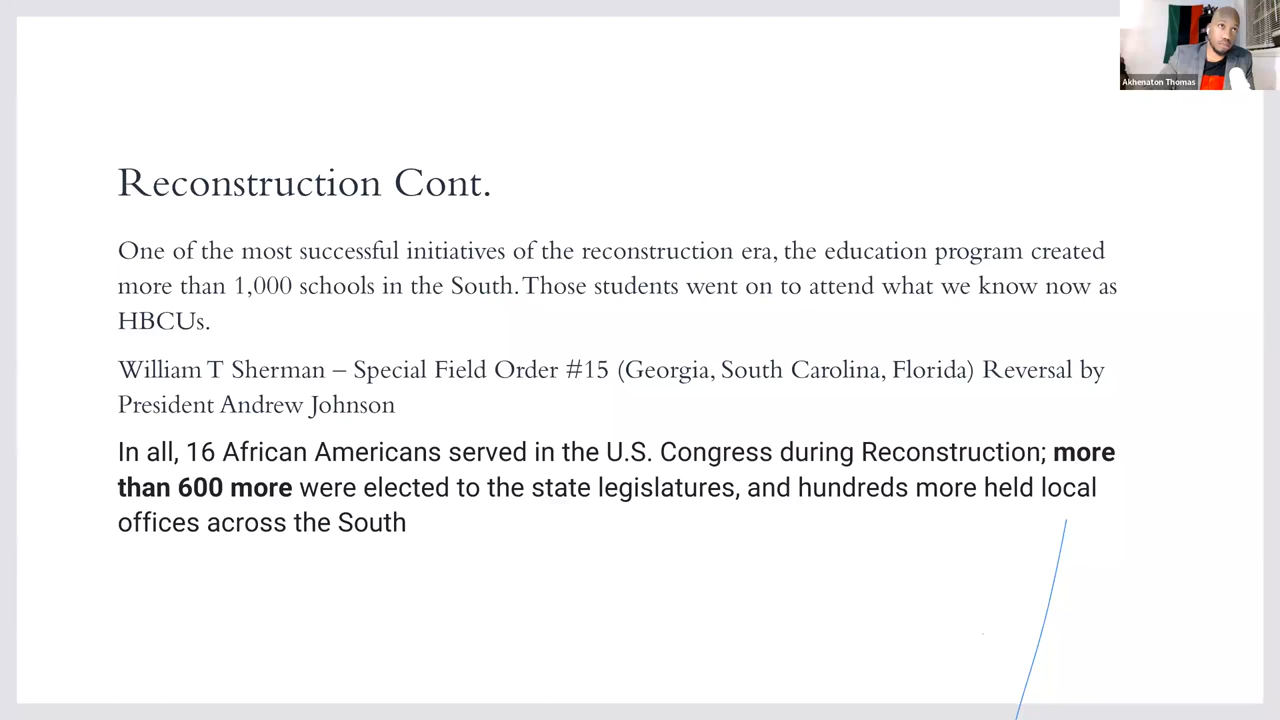 Akhenaton Thomas
Reconstruction Cont.
One of the most successful initiatives of the reconstruction era, the education program created
more than 1,000 schools in the South. Those students went on to attend what we know now as
HBCUs.
William T Sherman – Special Field Order #15 (Georgia, South Carolina, Florida) Reversal by
President Andrew Johnson
In all, 16 African Americans served in the U.S. Congress during Reconstruction; more
than 600 more were elected to the state legislatures, and hundreds more held local
offices across the South